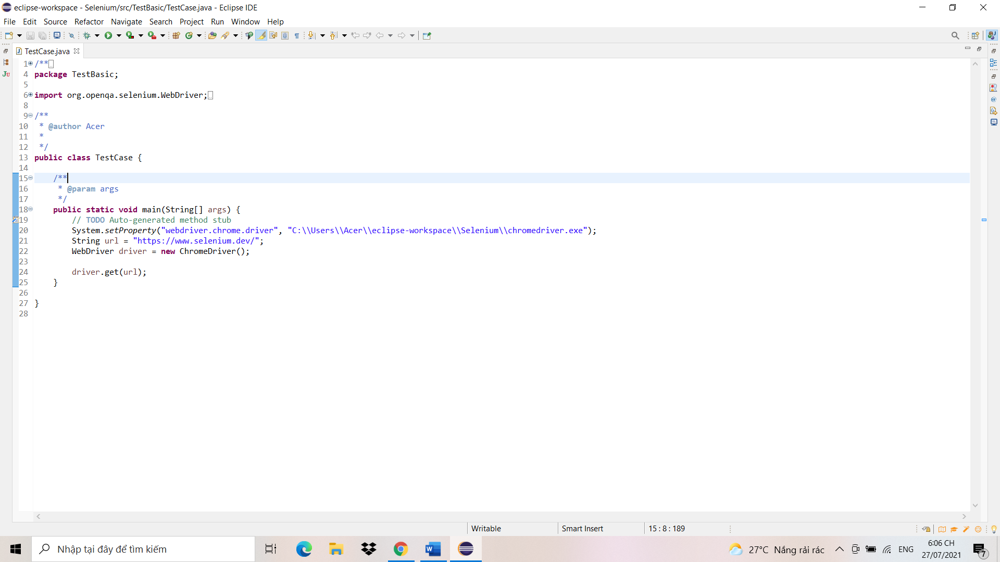 eclipse-workspace - Selenium/src/TestBasic/TestCase.java - Eclipse IDE
File Edit Source Refactor Navigate Search Project Run Window Help
TestCase.java
1 /**
4 package TestBasic;
5
6 import org.openqa.selenium.WebDriver;
8
9 /**
10  * @author Acer
11  *
12  */
13 public class TestCase {
14
15     /**
16      * @param args
17      */
18     public static void main(String[] args) {
19         // TODO Auto-generated method stub
20         System.setProperty("webdriver.chrome.driver", "C:\\Users\\Acer\\eclipse-workspace\\Selenium\\chromedriver.exe");
21         String url = "https://www.selenium.dev/";
22         WebDriver driver = new ChromeDriver();
23
24         driver.get(url);
25     }
26
27 }
28
Writable Smart Insert 15 : 8 : 189
Nhập tại đây để tìm kiếm
27°C Nắng rải rác
ENG
6:06 CH
27/07/2021
7